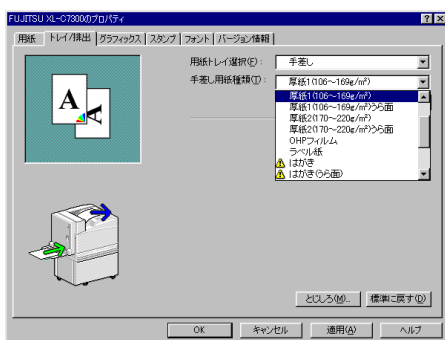 FUJITSU XL-C7300のプロパティ
用紙 トレイ/排出 グラフィックス スタンプ フォント バージョン情報
用紙トレイ選択(F): 手差し
手差し用紙種類(T): 厚紙1(106～169g/m²)
厚紙1(106～169g/m²)
厚紙1(106～169g/m²)うら面
厚紙2(170～220g/m²)
厚紙2(170～220g/m²)うら面
OHPフィルム
ラベル紙
はがき
はがき(うら面)
A
A
とじしろ(M)... 標準に戻す(D)
OK キャンセル 適用(A) ヘルプ